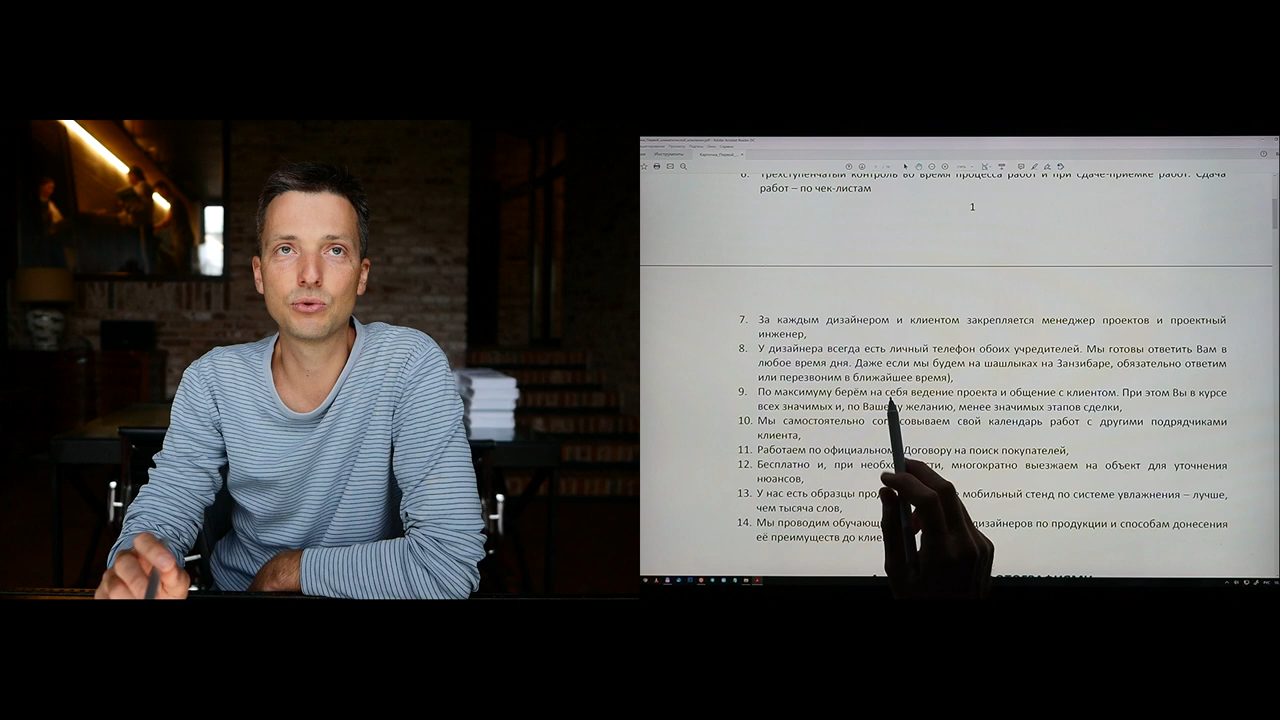 Инструменты
6. Трёхступенчатый контроль во время процесса работ и при сдаче-приёмке работ. Сдача
работ – по чек-листам
1
7. За каждым дизайнером и клиентом закрепляется менеджер проектов и проектный
инженер,
8. У дизайнера всегда есть личный телефон обоих учредителей. Мы готовы ответить Вам в
любое время дня. Даже если мы будем на шашлыках на Занзибаре, обязательно ответим
или перезвоним в ближайшее время),
9. По максимуму берём на себя ведение проекта и общение с клиентом. При этом Вы в курсе
всех значимых и, по Вашему желанию, менее значимых этапов сделки,
10. Мы самостоятельно согласовываем свой календарь работ с другими подрядчиками
клиента,
11. Работаем по официальному Договору на поиск покупателей,
12. Бесплатно и, при необходимости, многократно выезжаем на объект для уточнения
нюансов,
13. У нас есть образцы мобильный стенд по системе увлажнения – лучше,
чем тысяча слов,
14. Мы проводим дизайнеров по продукции и способам донесения
её преимуществ до